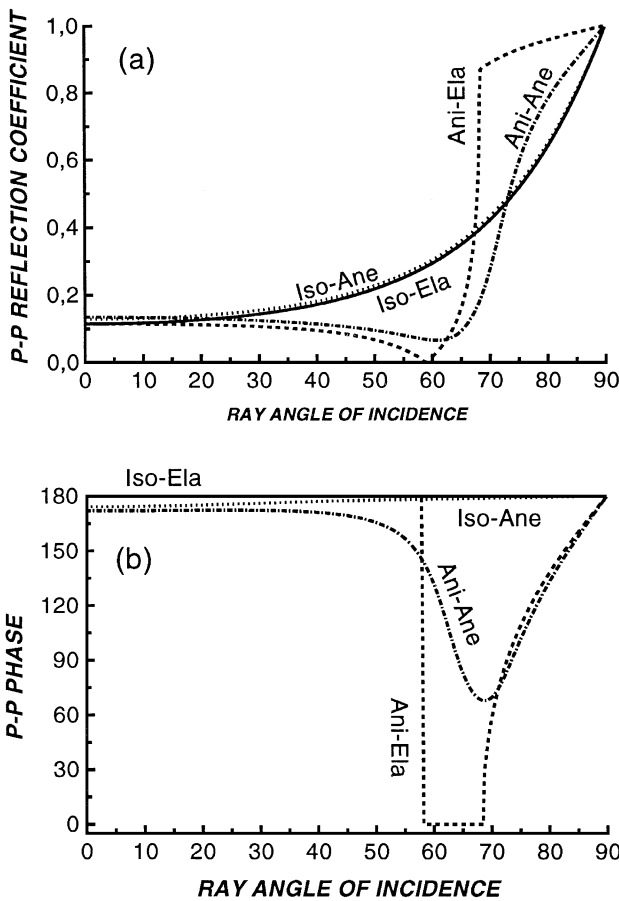 1,0
0,8
0,6
0,4
0,2
0,0
P-P REFLECTION COEFFICIENT
(a)
Ani-Ela
Ani-Ane
Iso-Ane
Iso-Ela
0 10 20 30 40 50 60 70 80 90
RAY ANGLE OF INCIDENCE
Iso-Ela
180
150
120
90
60
30
0
P-P PHASE
(b)
Iso-Ane
Ani-Ane
Ani-Ela
0 10 20 30 40 50 60 70 80 90
RAY ANGLE OF INCIDENCE